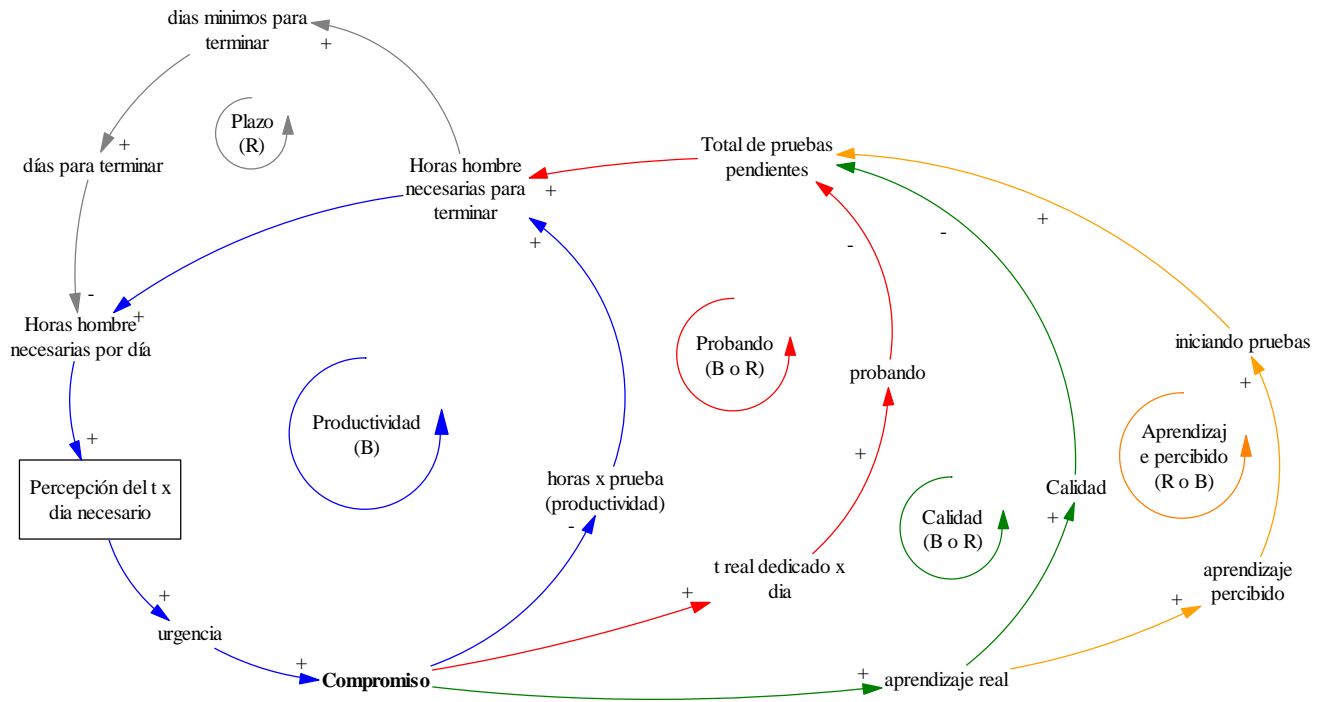 dias minimos para
terminar
+
Plazo
(R)
+
días para terminar
Total de pruebas
pendientes
Horas hombre
necesarias para
terminar
+
+
-
-
+
-
+
Horas hombre
necesarias por día
Probando
(B o R)
probando
iniciando pruebas
+
Productividad
(B)
Aprendizaj
e percibido
(R o B)
+
+
Percepción del t x
dia necesario
horas x prueba
(productividad)
-
Calidad
+
Calidad
(B o R)
t real dedicado x
dia
+
aprendizaje
percibido
+
+
urgencia
+
Compromiso
+
aprendizaje real